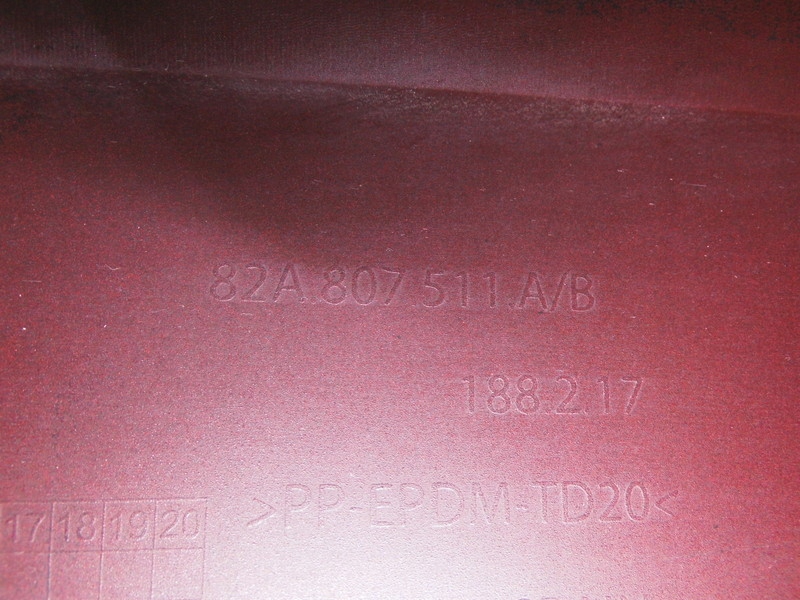 82A.807.511.A/B
188.2.17
>PP-EPDM-TD20<
17 18 19 20